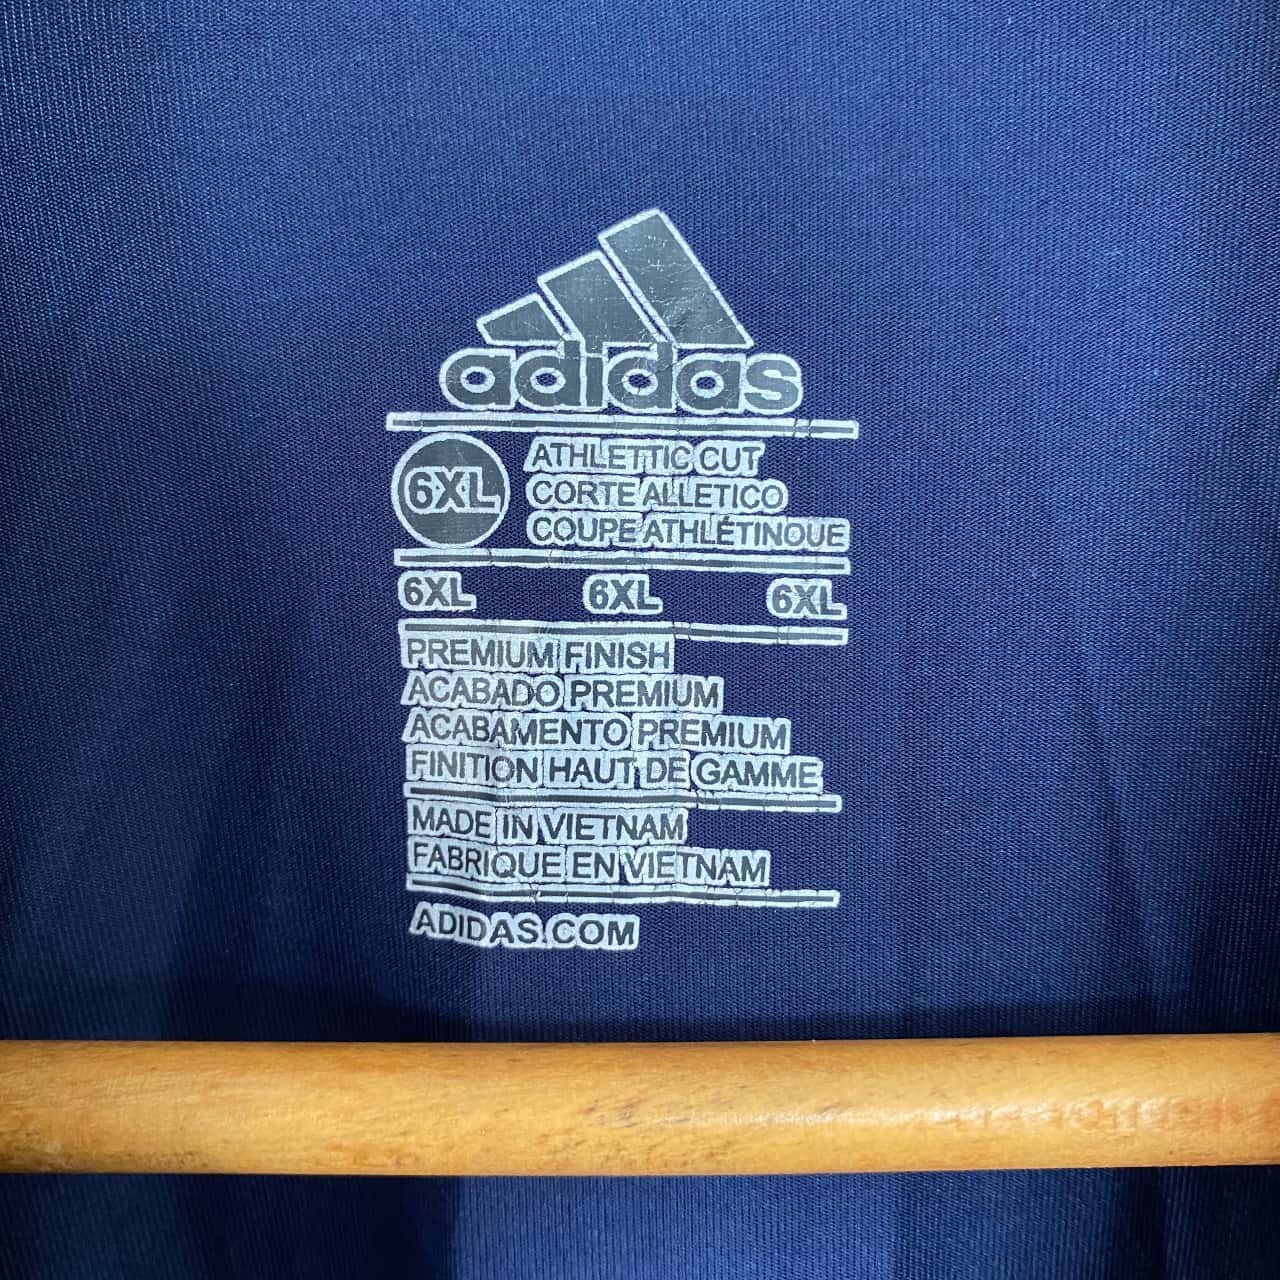 adidas
6XL
ATHLETTIC CUT
CORTE ALLETICO
COUPE ATHLÉTINOUE
6XL 6XL 6XL
PREMIUM FINISH
ACABADO PREMIUM
ACABAMENTO PREMIUM
FINITION HAUT DE GAMME
MADE IN VIETNAM
FABRIQUE EN VIETNAM
ADIDAS.COM